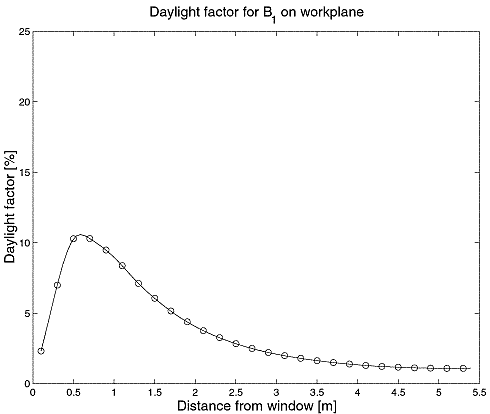 Daylight factor for B1 on workplane
25
20
15
10
5
0
Daylight factor [%]
0 0.5 1 1.5 2 2.5 3 3.5 4 4.5 5 5.5
Distance from window [m]